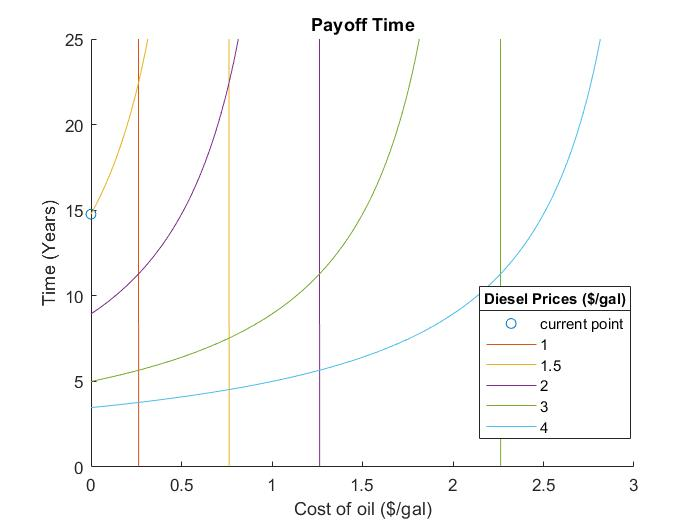 Payoff Time
25
20
15
10
5
0
Time (Years)
Diesel Prices ($/gal)
current point
1
1.5
2
3
4
0 0.5 1 1.5 2 2.5 3
Cost of oil ($/gal)